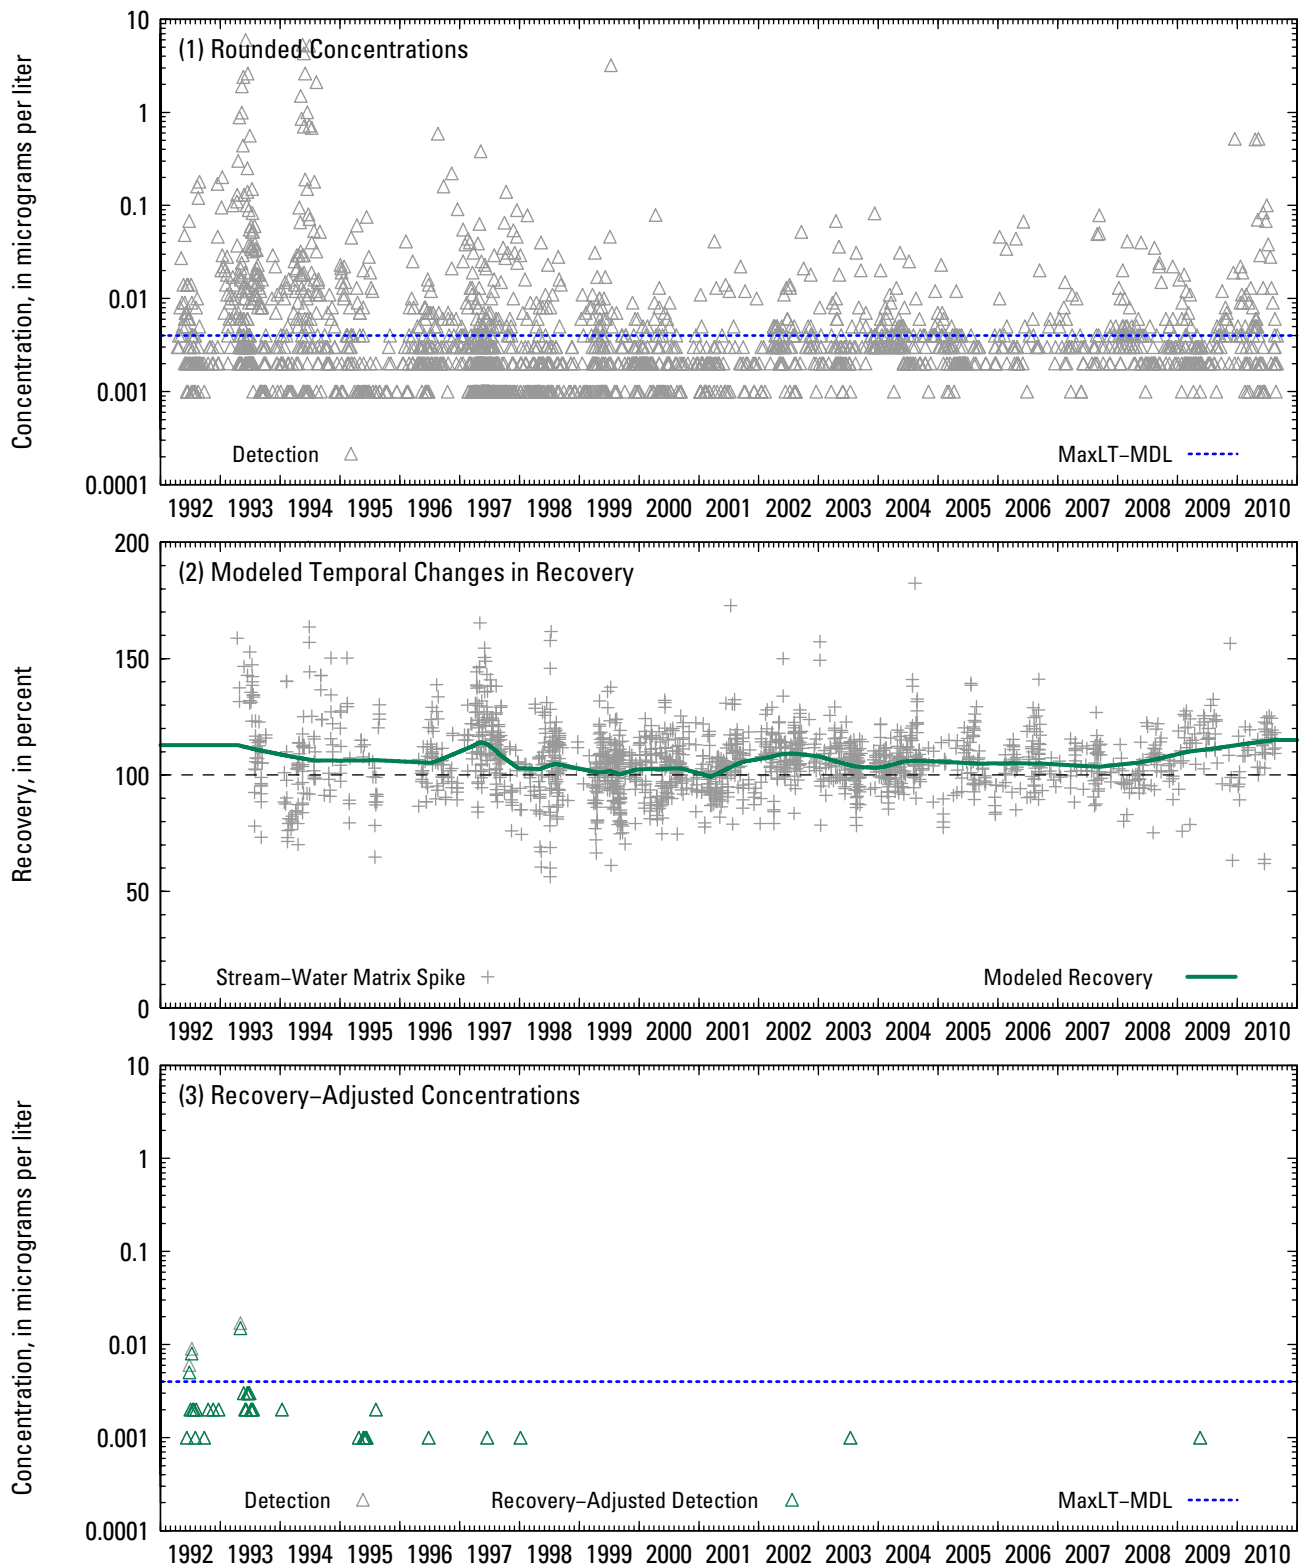 (1) Rounded Concentrations
Concentration, in micrograms per liter
10
1
0.1
0.01
0.001
0.0001
Detection
MaxLT−MDL
1992 1993 1994 1995 1996 1997 1998 1999 2000 2001 2002 2003 2004 2005 2006 2007 2008 2009 2010
(2) Modeled Temporal Changes in Recovery
Recovery, in percent
200
150
100
50
0
Stream−Water Matrix Spike
Modeled Recovery
1992 1993 1994 1995 1996 1997 1998 1999 2000 2001 2002 2003 2004 2005 2006 2007 2008 2009 2010
(3) Recovery−Adjusted Concentrations
Concentration, in micrograms per liter
10
1
0.1
0.01
0.001
0.0001
Detection
Recovery−Adjusted Detection
MaxLT−MDL
1992 1993 1994 1995 1996 1997 1998 1999 2000 2001 2002 2003 2004 2005 2006 2007 2008 2009 2010